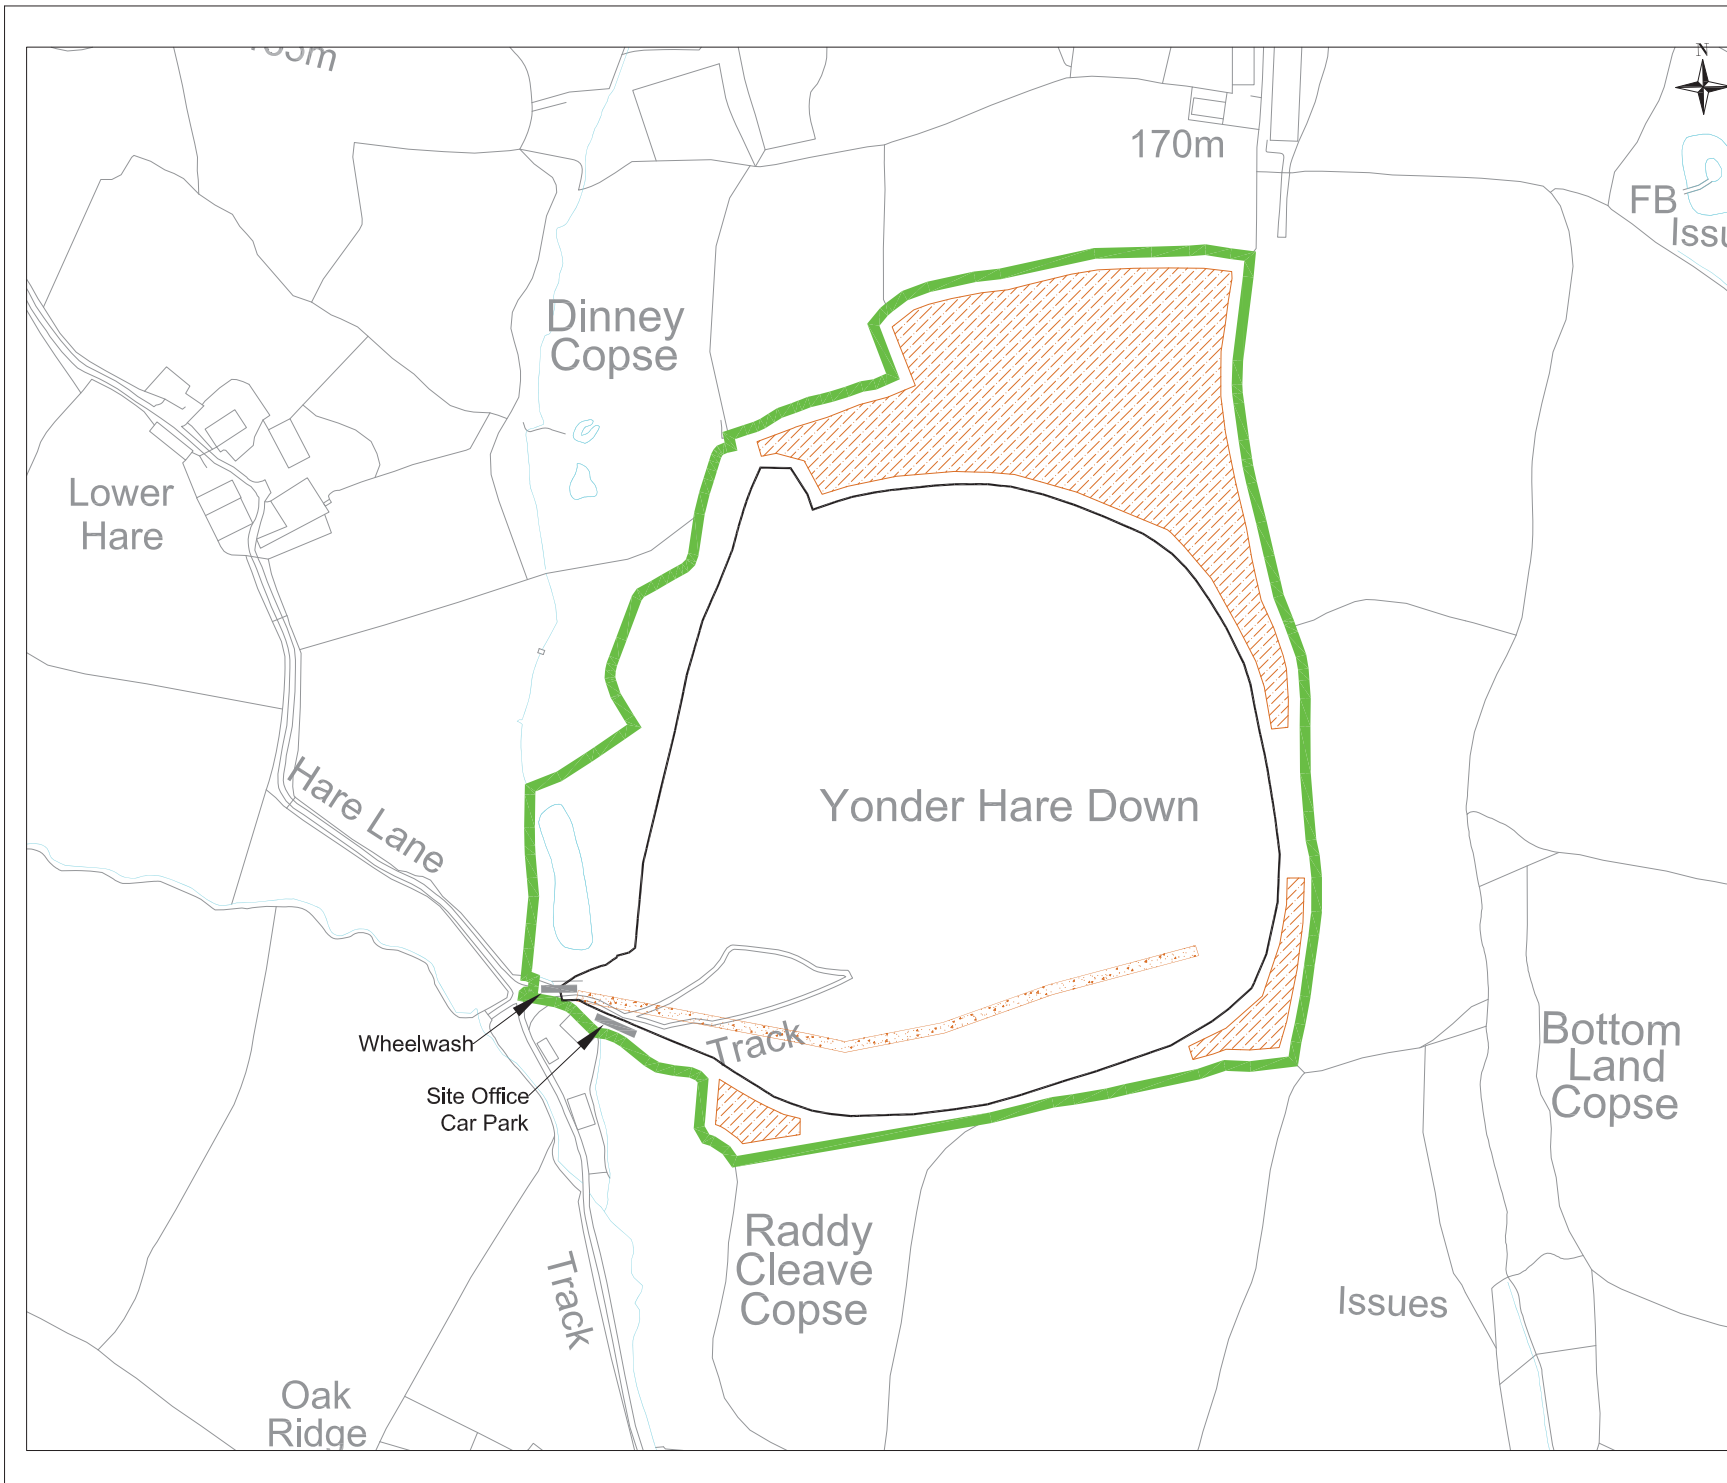 N
170m
FB
Dinney
Copse
Lower
Hare
Yonder Hare Down
Hare Lane
Wheelwash
Track
Site Office
Car Park
Bottom
Land
Copse
Raddy
Cleave
Copse
Track
Issues
Oak
Ridge